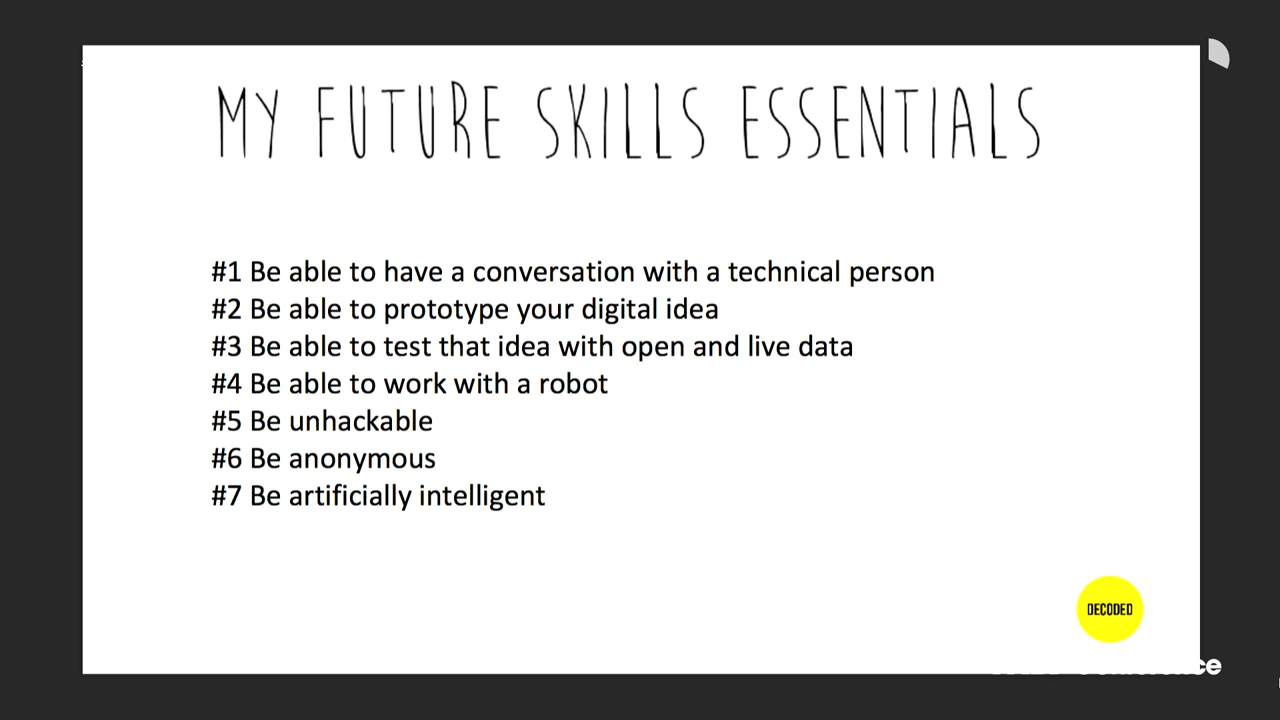 MY FUTURE SKILLS ESSENTIALS
#1 Be able to have a conversation with a technical person
#2 Be able to prototype your digital idea
#3 Be able to test that idea with open and live data
#4 Be able to work with a robot
#5 Be unhackable
#6 Be anonymous
#7 Be artificially intelligent
DECODED